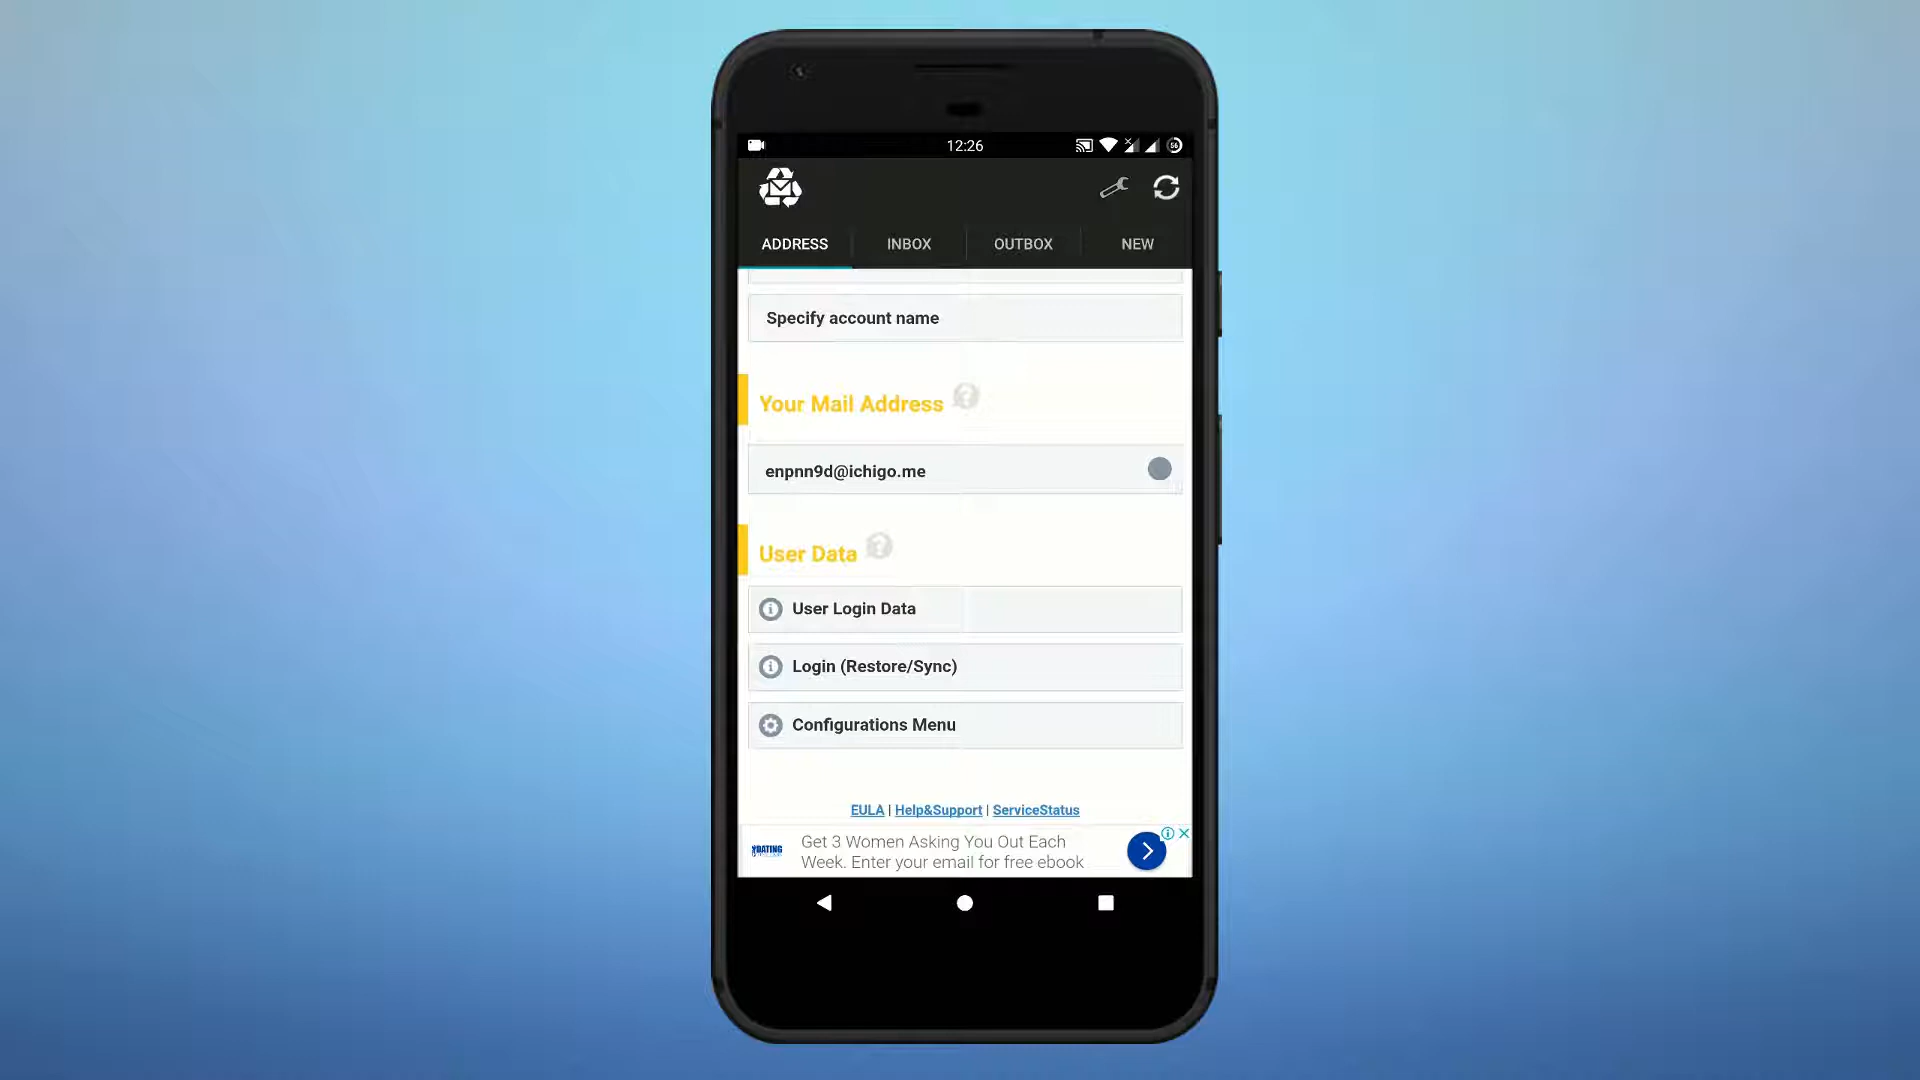 12:26
56
ADDRESS
INBOX
OUTBOX
NEW
Specify account name
Your Mail Address
enpnn9d@ichigo.me
User Data
User Login Data
Login (Restore/Sync)
Configurations Menu
EULA | Help&Support | ServiceStatus
DATING
Get 3 Women Asking You Out Each
Week. Enter your email for free ebook